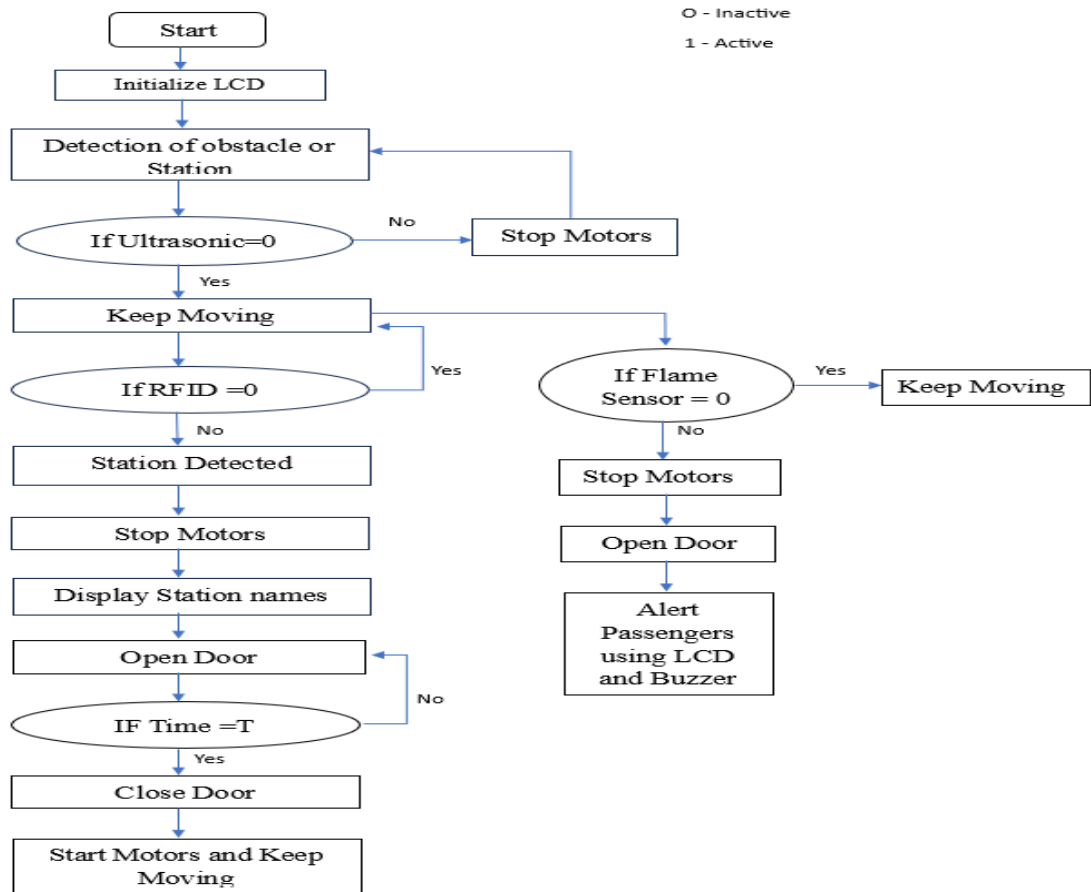 O - Inactive
1 - Active
Start
Initialize LCD
Detection of obstacle or
Station
If Ultrasonic=0
No
Stop Motors
Yes
Keep Moving
Yes
If RFID =0
No
Station Detected
Stop Motors
Display Station names
Open Door
No
IF Time =T
Yes
Close Door
Start Motors and Keep
Moving
If Flame
Sensor = 0
Yes
Keep Moving
No
Stop Motors
Open Door
Alert
Passengers
using LCD
and Buzzer